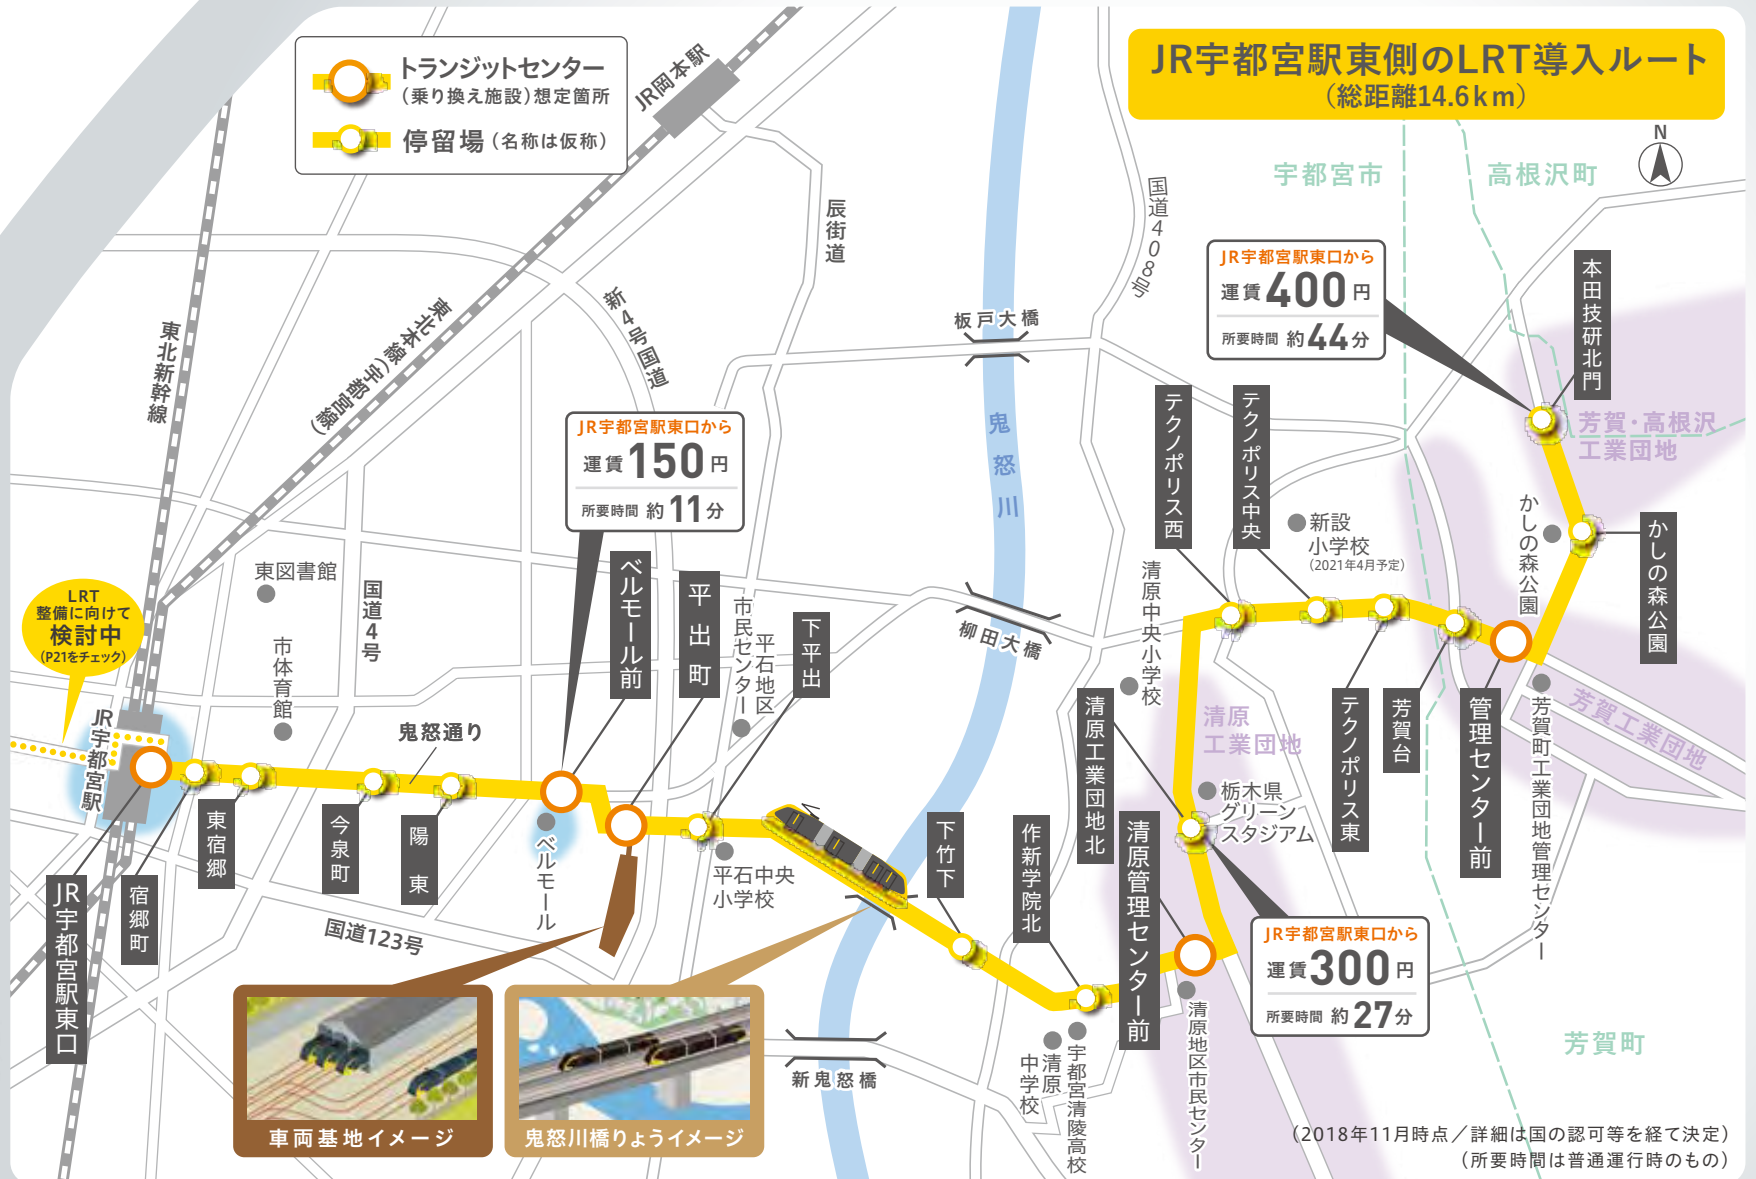 JR宇都宮駅東側のLRT導入ルート
(総距離14.6km)
トランジットセンター
(乗り換え施設)想定箇所
停留場(名称は仮称)
N
宇都宮市
高根沢町
芳賀町
JR岡本駅
辰街道
国道408号
新4号国道
東北新幹線
東北本線(宇都宮線)
板戸大橋
鬼怒川
柳田大橋
JR宇都宮駅東口から
運賃400円
所要時間 約44分
本田技研北門
芳賀・高根沢
工業団地
かしの森公園
かしの森公園
テクノポリス西
テクノポリス中央
新設
小学校
(2021年4月予定)
清原中央小学校
JR宇都宮駅東口から
運賃150円
所要時間 約11分
ベルモール前
平出町
平石地区
市民センター
下平出
東図書館
国道4号
市体育館
LRT
整備に向けて
検討中
(P21をチェック)
JR宇都宮駅
鬼怒通り
JR宇都宮駅東口
宿郷町
東宿郷
今泉町
陽東
ベルモール
国道123号
平石中央
小学校
下竹下
作新学院北
清原工業団地北
清原管理センター前
清原
工業団地
栃木県
グリーン
スタジアム
テクノポリス東
芳賀台
管理センター前
芳賀町工業団地管理センター
芳賀工業団地
JR宇都宮駅東口から
運賃300円
所要時間 約27分
清原地区市民センター
宇都宮清陵高校
清原
中学校
新鬼怒橋
車両基地イメージ
鬼怒川橋りょうイメージ
(2018年11月時点／詳細は国の認可等を経て決定)
(所要時間は普通運行時のもの)